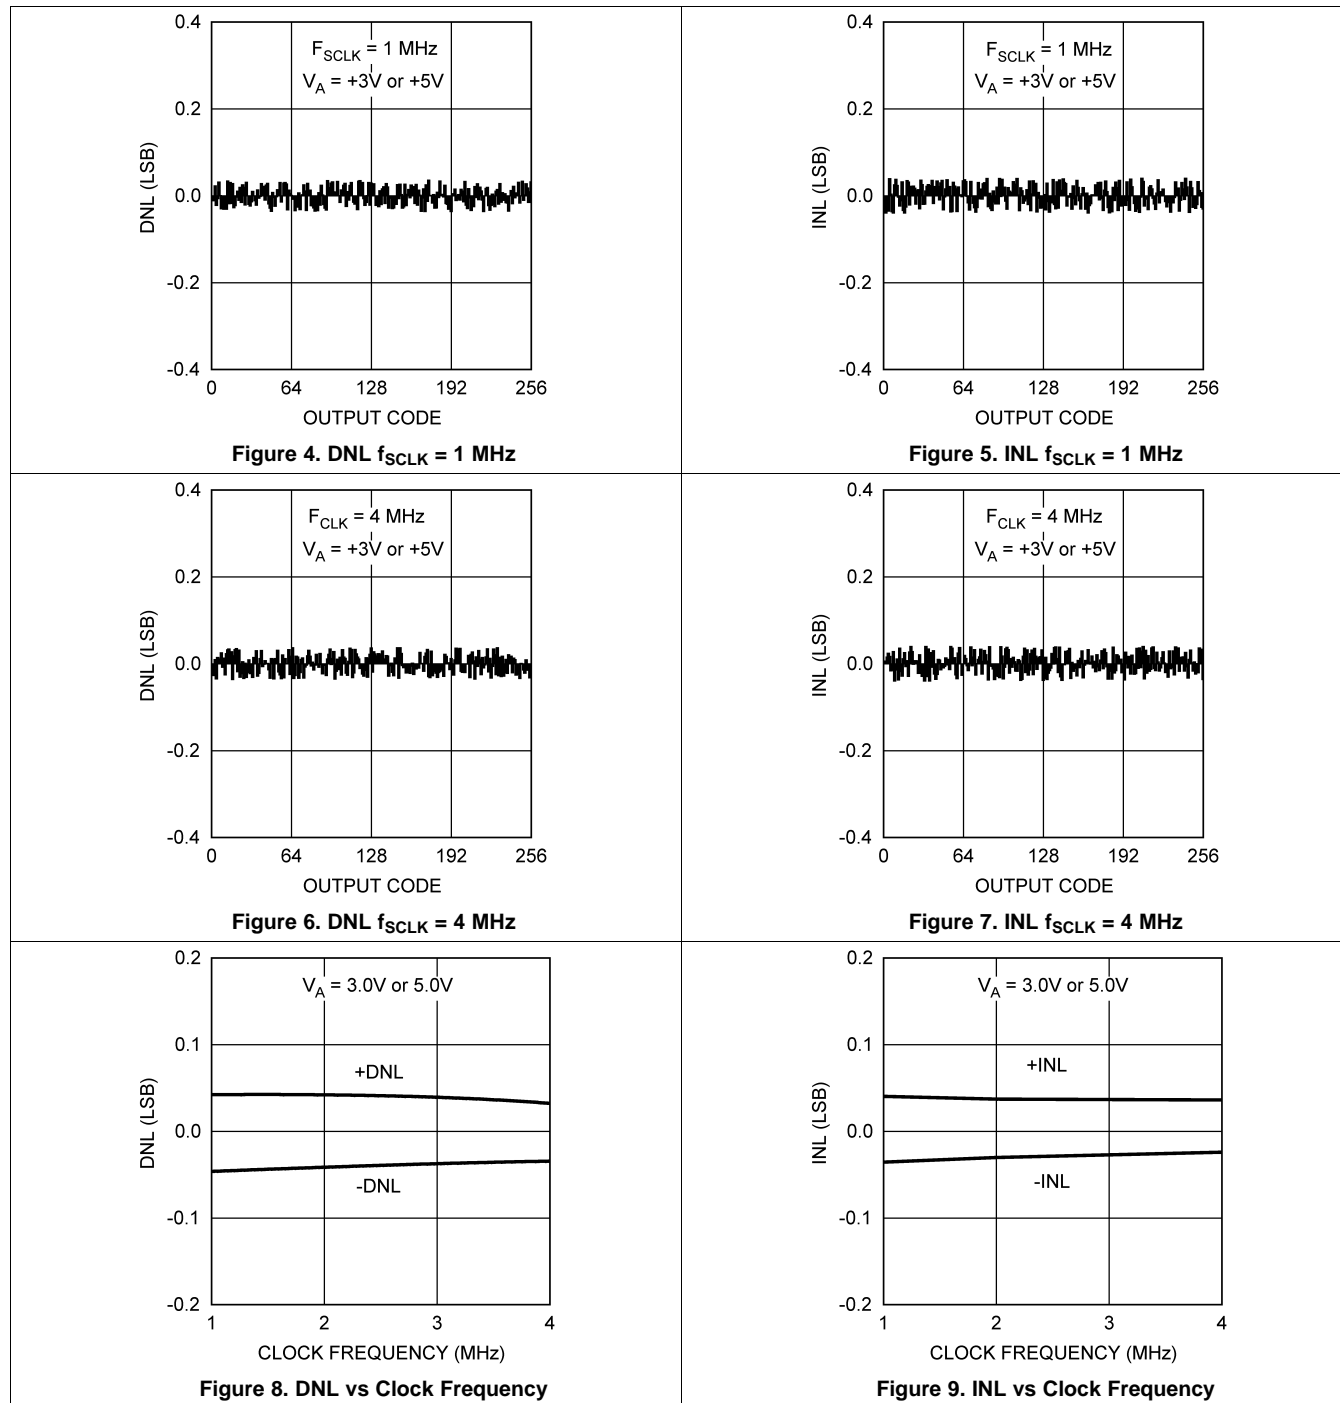 0.4
F_SCLK = 1 MHz
V_A = +3V or +5V
0.2
DNL (LSB)
0.0
-0.2
-0.4
0 64 128 192 256
OUTPUT CODE
Figure 4. DNL f_SCLK = 1 MHz
0.4
F_SCLK = 1 MHz
V_A = +3V or +5V
0.2
INL (LSB)
0.0
-0.2
-0.4
0 64 128 192 256
OUTPUT CODE
Figure 5. INL f_SCLK = 1 MHz
0.4
F_CLK = 4 MHz
V_A = +3V or +5V
0.2
DNL (LSB)
0.0
-0.2
-0.4
0 64 128 192 256
OUTPUT CODE
Figure 6. DNL f_SCLK = 4 MHz
0.4
F_CLK = 4 MHz
V_A = +3V or +5V
0.2
INL (LSB)
0.0
-0.2
-0.4
0 64 128 192 256
OUTPUT CODE
Figure 7. INL f_SCLK = 4 MHz
0.2
V_A = 3.0V or 5.0V
0.1
+DNL
DNL (LSB)
0.0
-DNL
-0.1
-0.2
1 2 3 4
CLOCK FREQUENCY (MHz)
Figure 8. DNL vs Clock Frequency
0.2
V_A = 3.0V or 5.0V
0.1
+INL
INL (LSB)
0.0
-INL
-0.1
-0.2
1 2 3 4
CLOCK FREQUENCY (MHz)
Figure 9. INL vs Clock Frequency